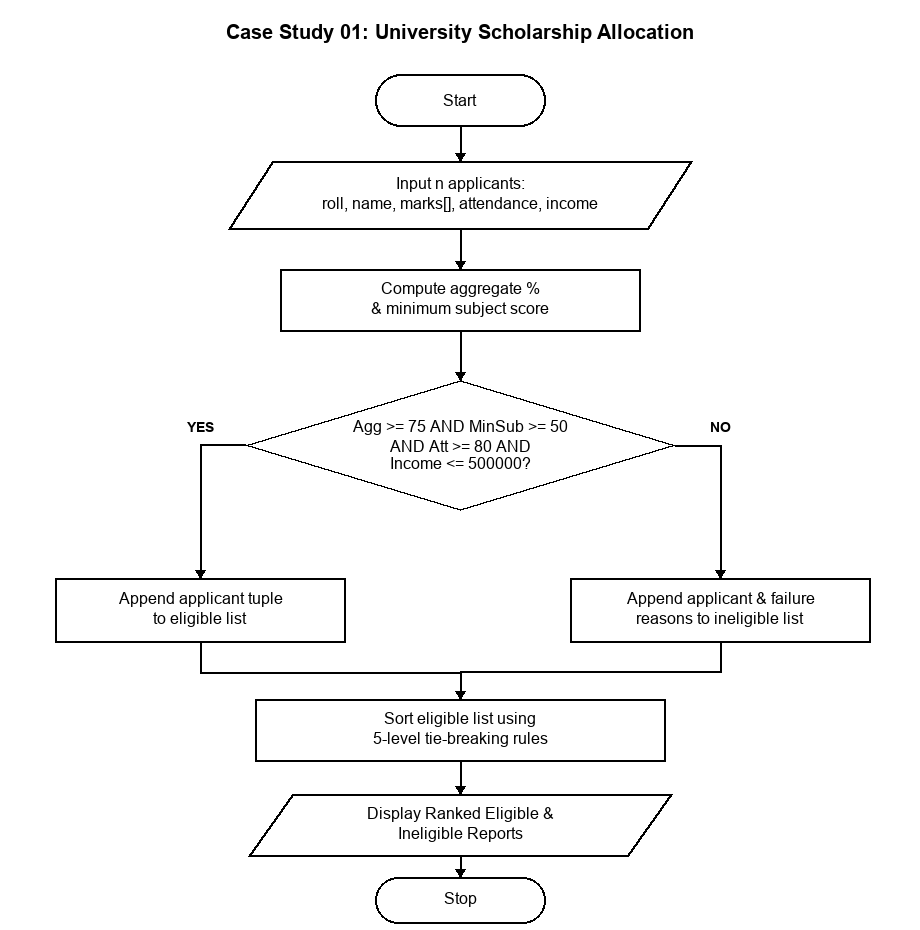 Case Study 01: University Scholarship Allocation
Start
Input n applicants:
roll, name, marks[], attendance, income
Compute aggregate %
& minimum subject score
Agg >= 75 AND MinSub >= 50
AND Att >= 80 AND
Income <= 500000?
YES
NO
Append applicant tuple
to eligible list
Append applicant & failure
reasons to ineligible list
Sort eligible list using
5-level tie-breaking rules
Display Ranked Eligible &
Ineligible Reports
Stop